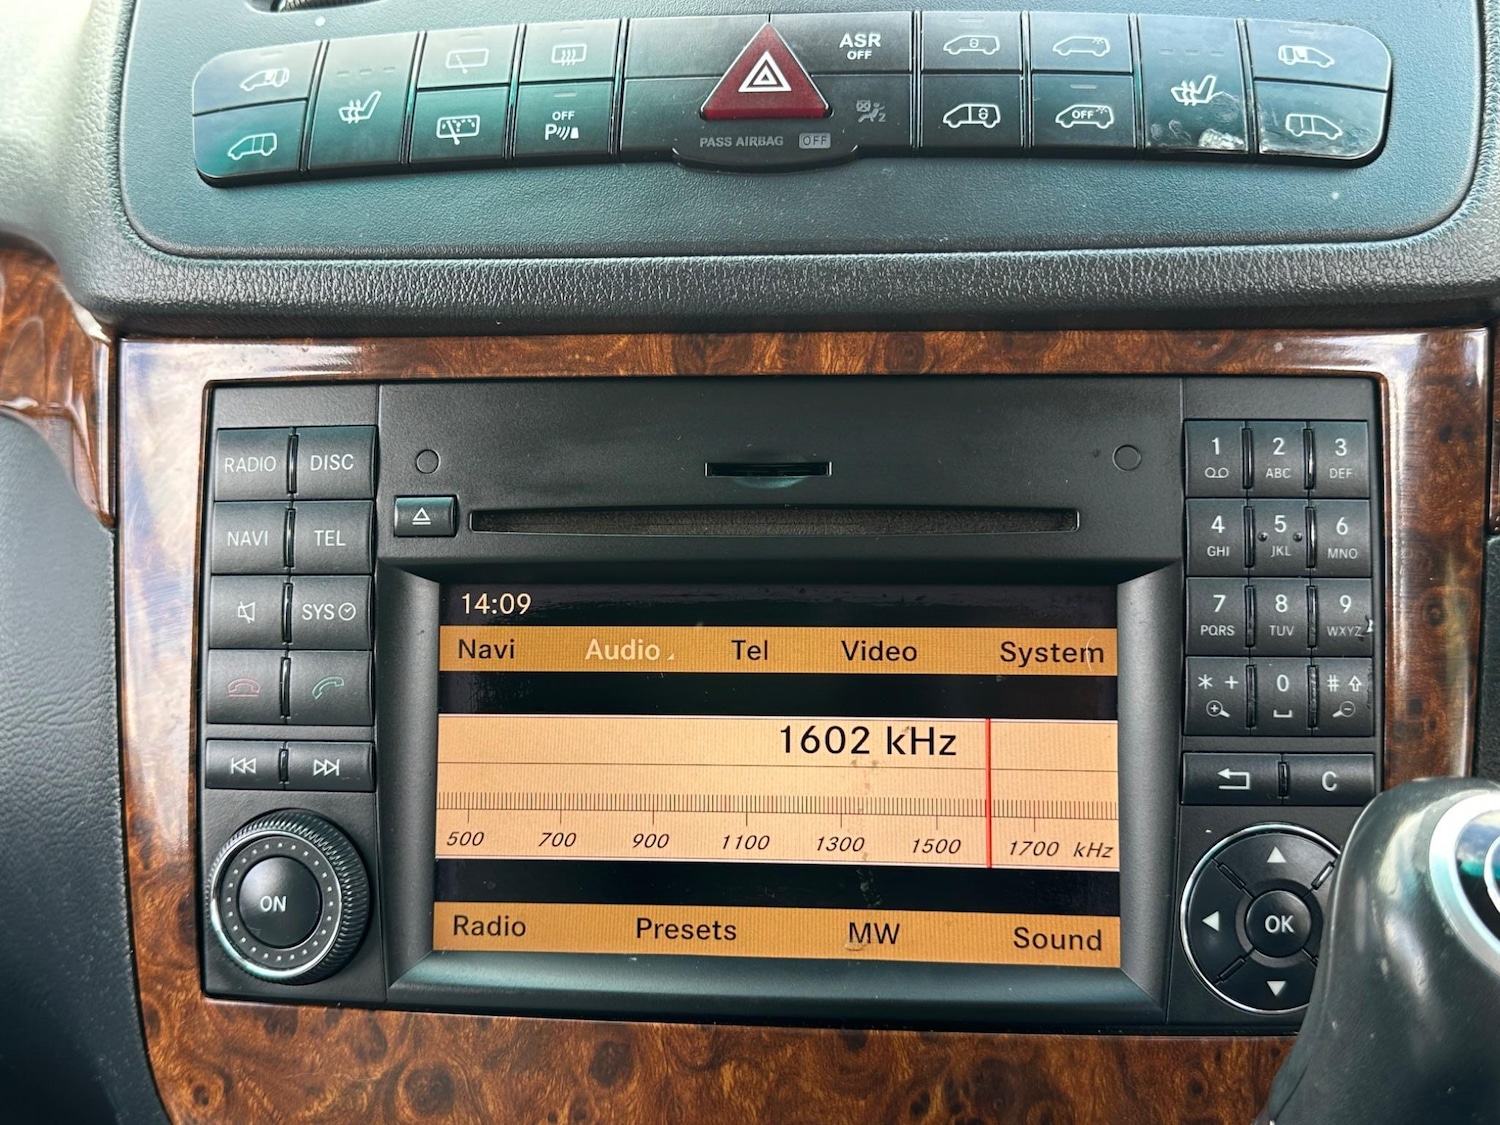 ASR
OFF
OFF
P
OFF
2
PASS AIRBAG OFF
RADIO DISC
NAVI TEL
SYS
ON
1 2 3
ABC DEF
4 5 6
GHI JKL MNO
7 8 9
PQRS TUV WXYZ
* + 0 #
C
OK
14:09
Navi Audio Tel Video System
1602 kHz
500 700 900 1100 1300 1500 1700 kHz
Radio Presets MW Sound